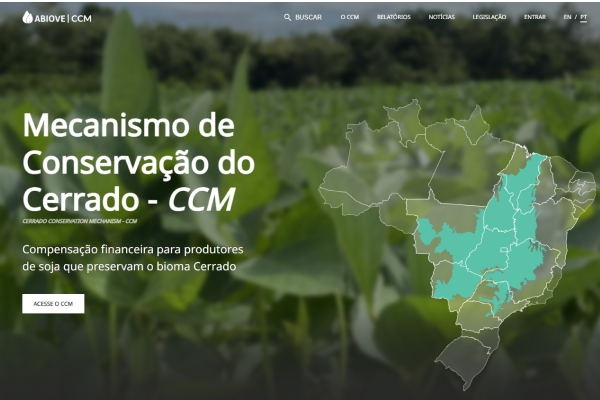 ABIOVE | CCM
BUSCAR
O CCM
RELATÓRIOS
NOTÍCIAS
LEGISLAÇÃO
ENTRAR
EN / PT
Mecanismo de
Conservação do
Cerrado - CCM
CERRADO CONSERVATION MECHANISM - CCM
Compensação financeira para produtores
de soja que preservam o bioma Cerrado
ACESSE O CCM